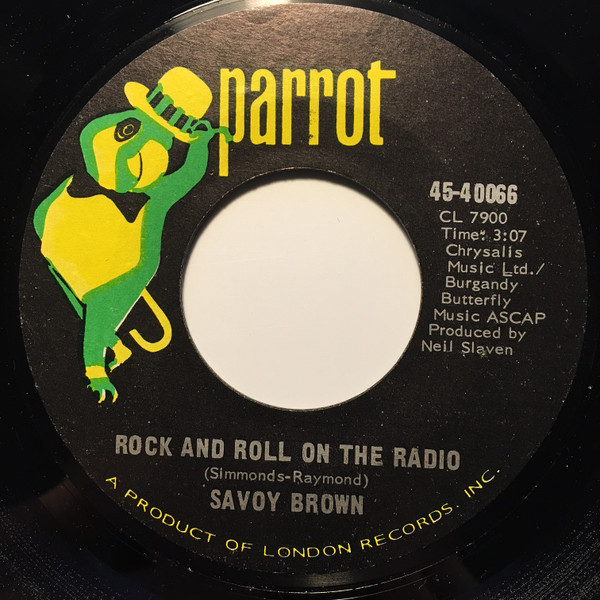 parrot
45-40066
CL 7900
Time: 3:07
Chrysalis
Music Ltd./
Burgandy
Butterfly
Music ASCAP
Produced by
Neil Slaven
ROCK AND ROLL ON THE RADIO
(Simmonds-Raymond)
SAVOY BROWN
A PRODUCT OF LONDON RECORDS, INC.